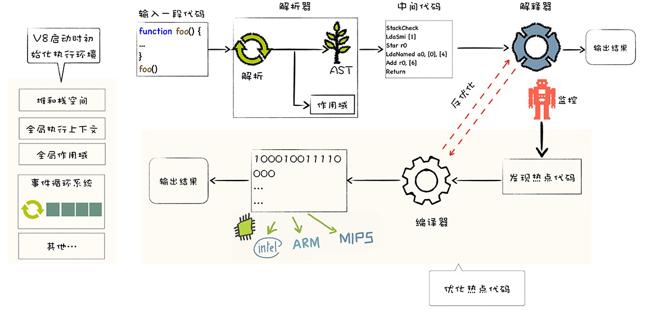 V8启动时初
始化执行环境
堆和栈空间
全局执行上下文
全局作用域
事件循环系统
其他…
输入一段代码
function foo() {
…
}
foo()
解析器
解析
AST
作用域
中间代码
StackCheck
LdaSmi [1]
Star r0
LdaNamed a0, [0], [6]
Add r0, [6]
Return
解释器
输出结果
反优化
监控
发现热点代码
编译器
100010011110
000
…
…
输出结果
intel
ARM
MIPS
优化热点代码